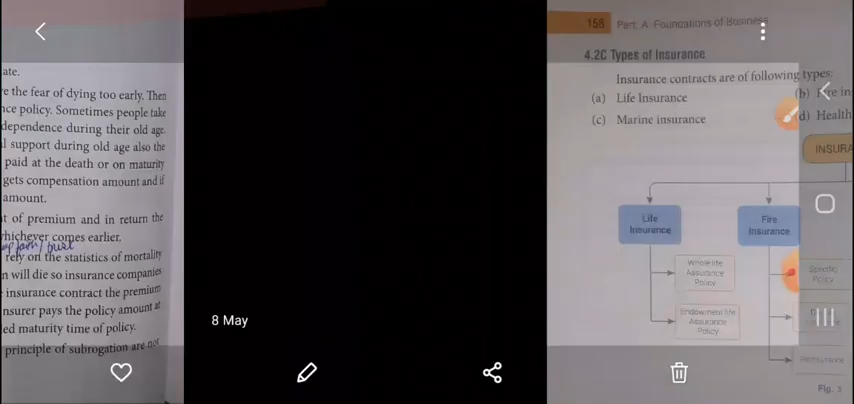 ate.
e the fear of dying too early. Then
nce policy. Sometimes people take
dependence during their old age.
l support during old age also the
paid at the death or on maturity
gets compensation amount and if
amount.
t of premium and in return the
whichever comes earlier.
rely on the statistics of mortality
n will die so insurance companies
insurance contract the premium
nsurer pays the policy amount at
ed maturity time of policy.
principle of subrogation are not
8 May
158 Part: A Foundations of Business
4.2C Types of Insurance
Insurance contracts are of following types:
(a) Life Insurance
(b) Fire in
(c) Marine insurance
d) Health
INSURA
Life
Insurance
Fire
Insurance
Whole life
Assurance
Policy
Specific
Policy
Endowment life
Assurance
Policy
Reinsurance
Fig. 3